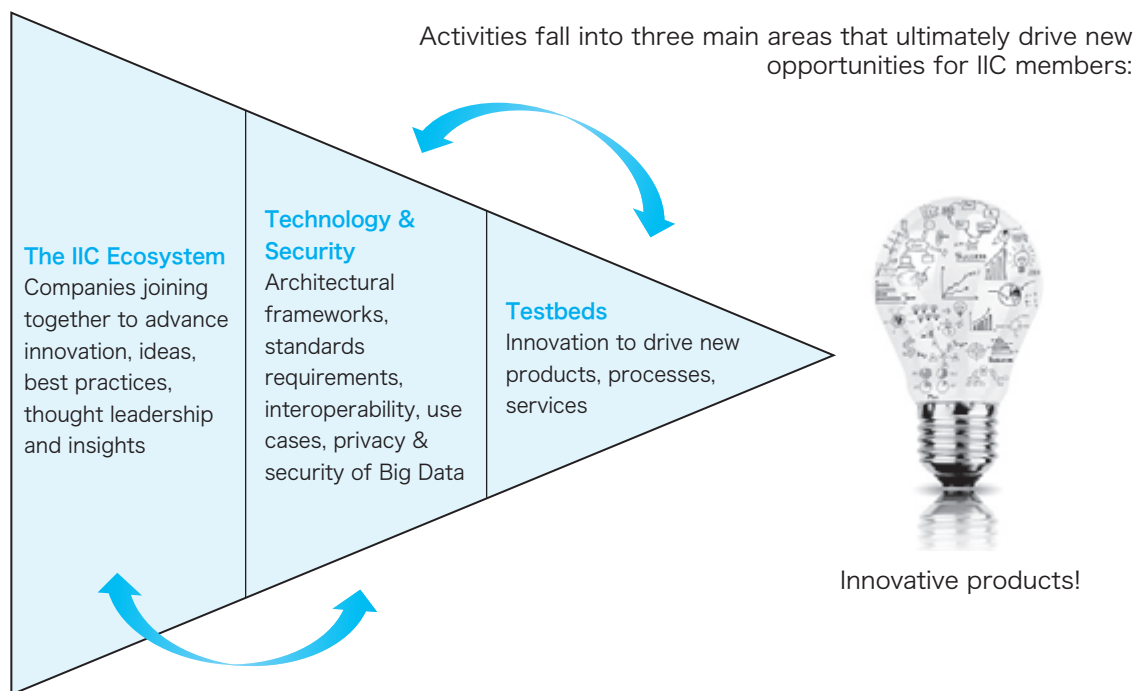 Activities fall into three main areas that ultimately drive new
opportunities for IIC members:
The IIC Ecosystem
Companies joining
together to advance
innovation, ideas,
best practices,
thought leadership
and insights
Technology &
Security
Architectural
frameworks,
standards
requirements,
interoperability, use
cases, privacy &
security of Big Data
Testbeds
Innovation to drive new
products, processes,
services
Innovative products!